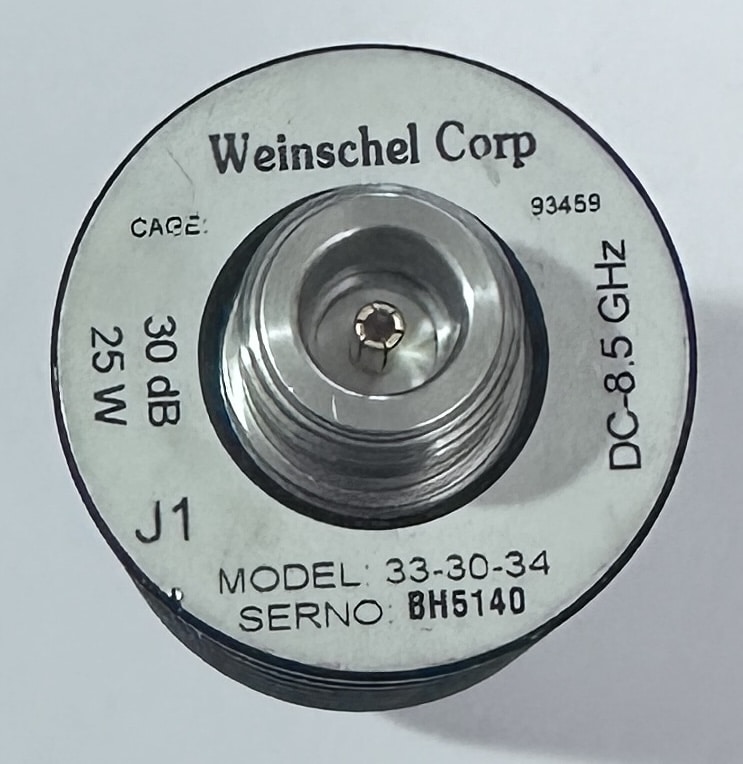 Weinschel Corp
CAGE: 93459
30 dB
25 W
DC-8.5 GHz
J1
MODEL: 33-30-34
SERNO: BH5140